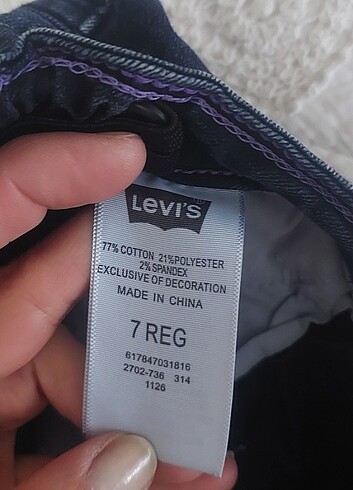 Levi's
77% COTTON 21% POLYESTER
2% SPANDEX
EXCLUSIVE OF DECORATION
MADE IN CHINA
7 REG
617847031816
2702-736 314
1126